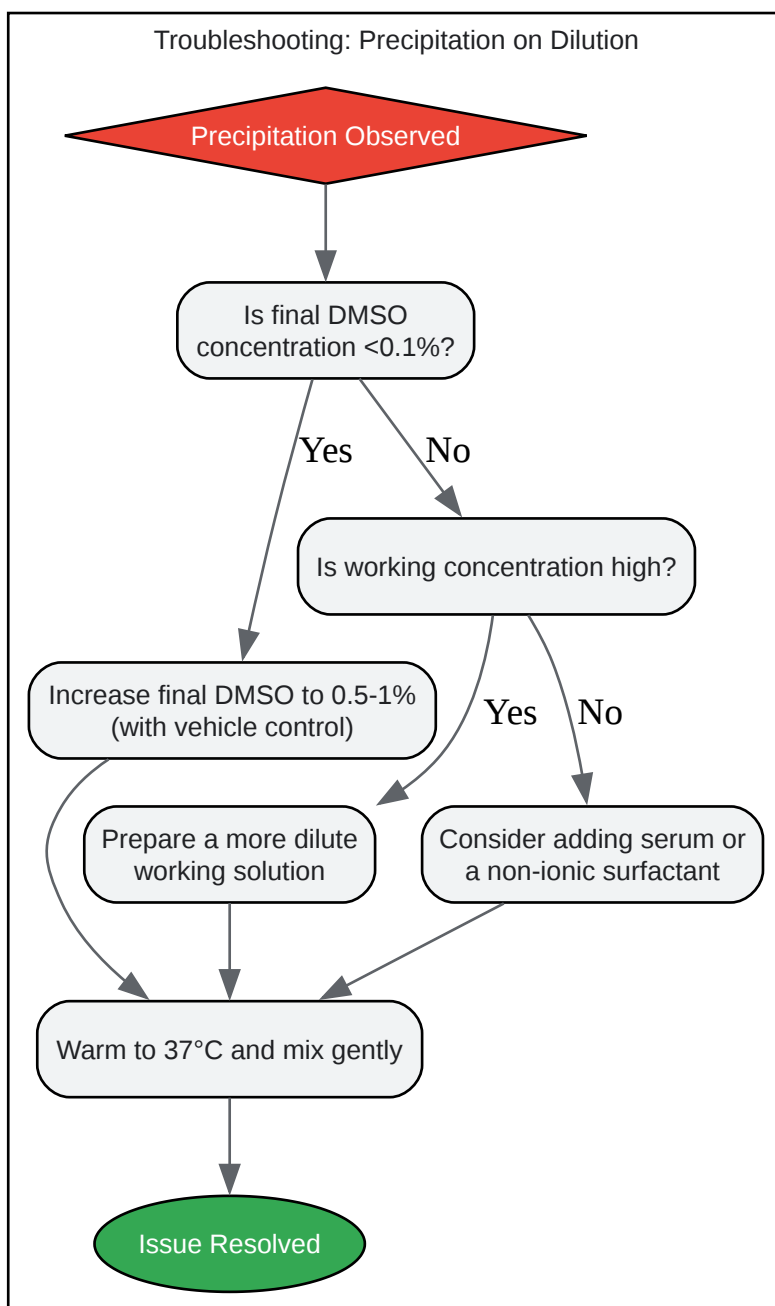 Troubleshooting: Precipitation on Dilution
Precipitation Observed
Is final DMSO
concentration <0.1%?
Yes
No
Is working concentration high?
Increase final DMSO to 0.5-1%
(with vehicle control)
Yes
No
Prepare a more dilute
working solution
Consider adding serum or
a non-ionic surfactant
Warm to 37°C and mix gently
Issue Resolved